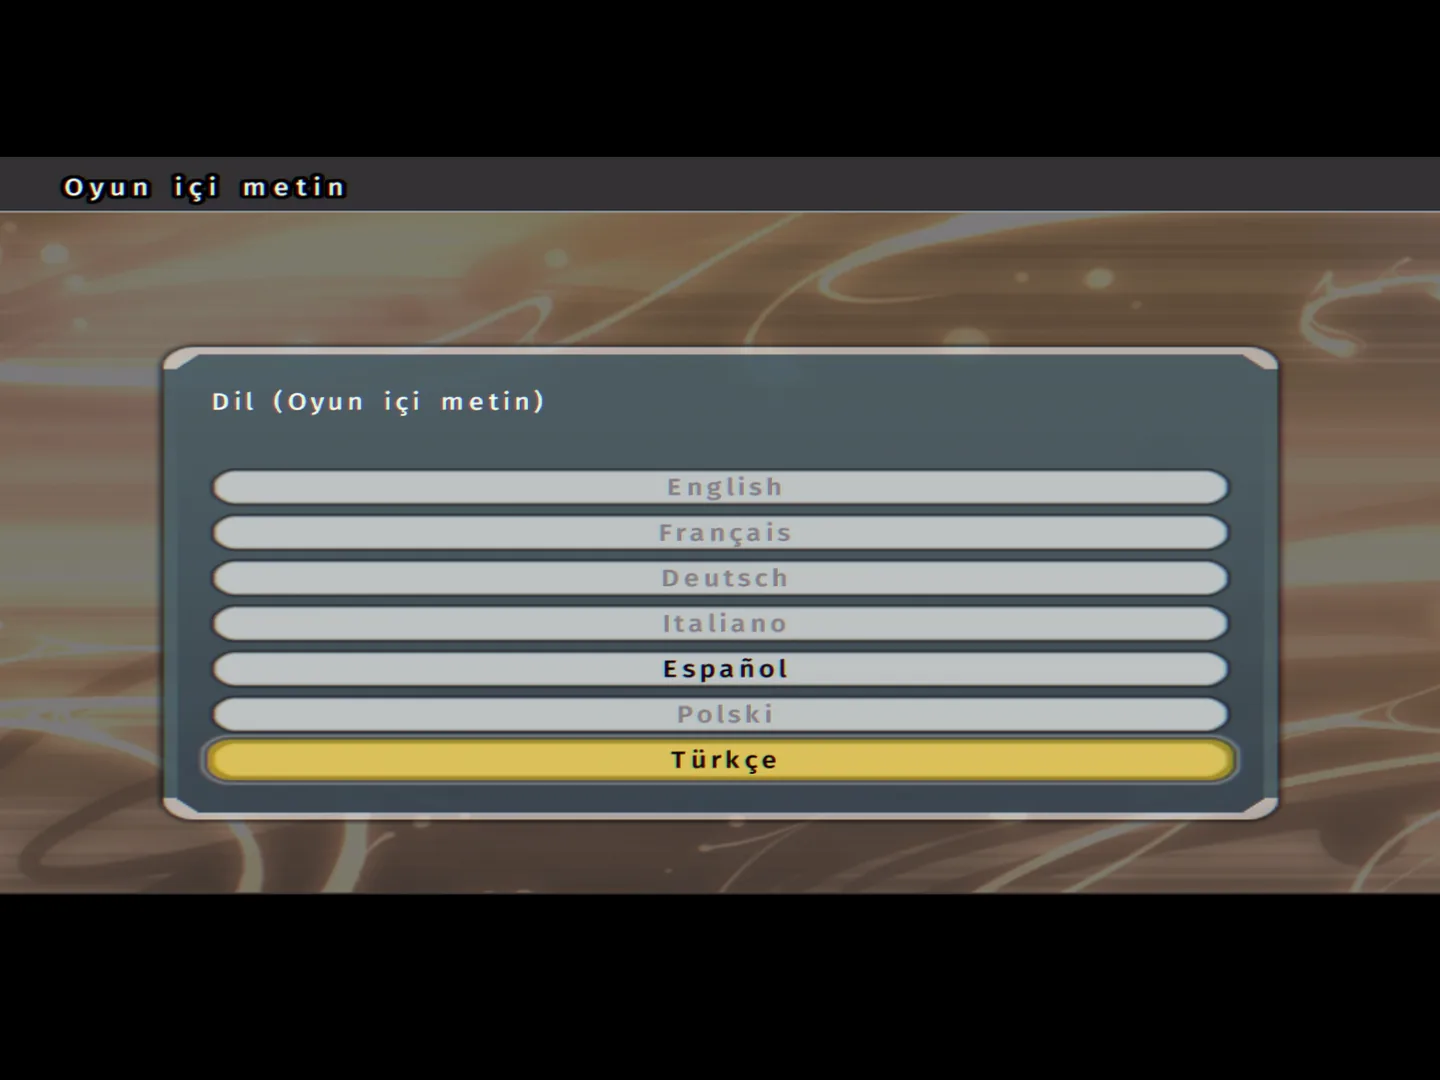 Oyun içi metin
Dil (Oyun içi metin)
English
Français
Deutsch
Italiano
Español
Polski
Türkçe